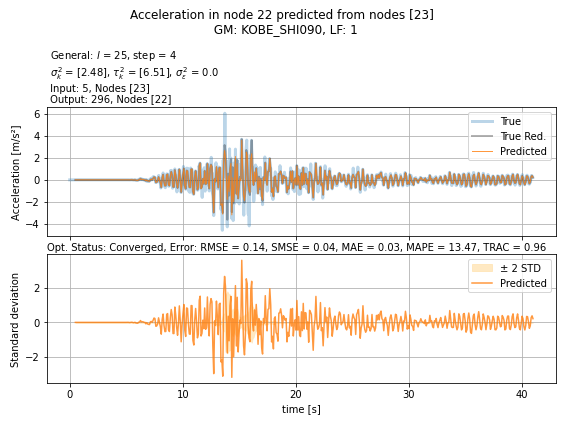 Acceleration in node 22 predicted from nodes [23]
GM: KOBE_SHI090, LF: 1
General: l = 25, step = 4
σ²ₖ = [2.48], τ²ₖ = [6.51], σ²ε = 0.0
Input: 5, Nodes [23]
Output: 296, Nodes [22]
Acceleration [m/s²]
6
4
2
0
−2
−4
True
True Red.
Predicted
Opt. Status: Converged, Error: RMSE = 0.14, SMSE = 0.04, MAE = 0.03, MAPE = 13.47, TRAC = 0.96
Standard deviation
2
0
−2
± 2 STD
Predicted
0 10 20 30 40
time [s]